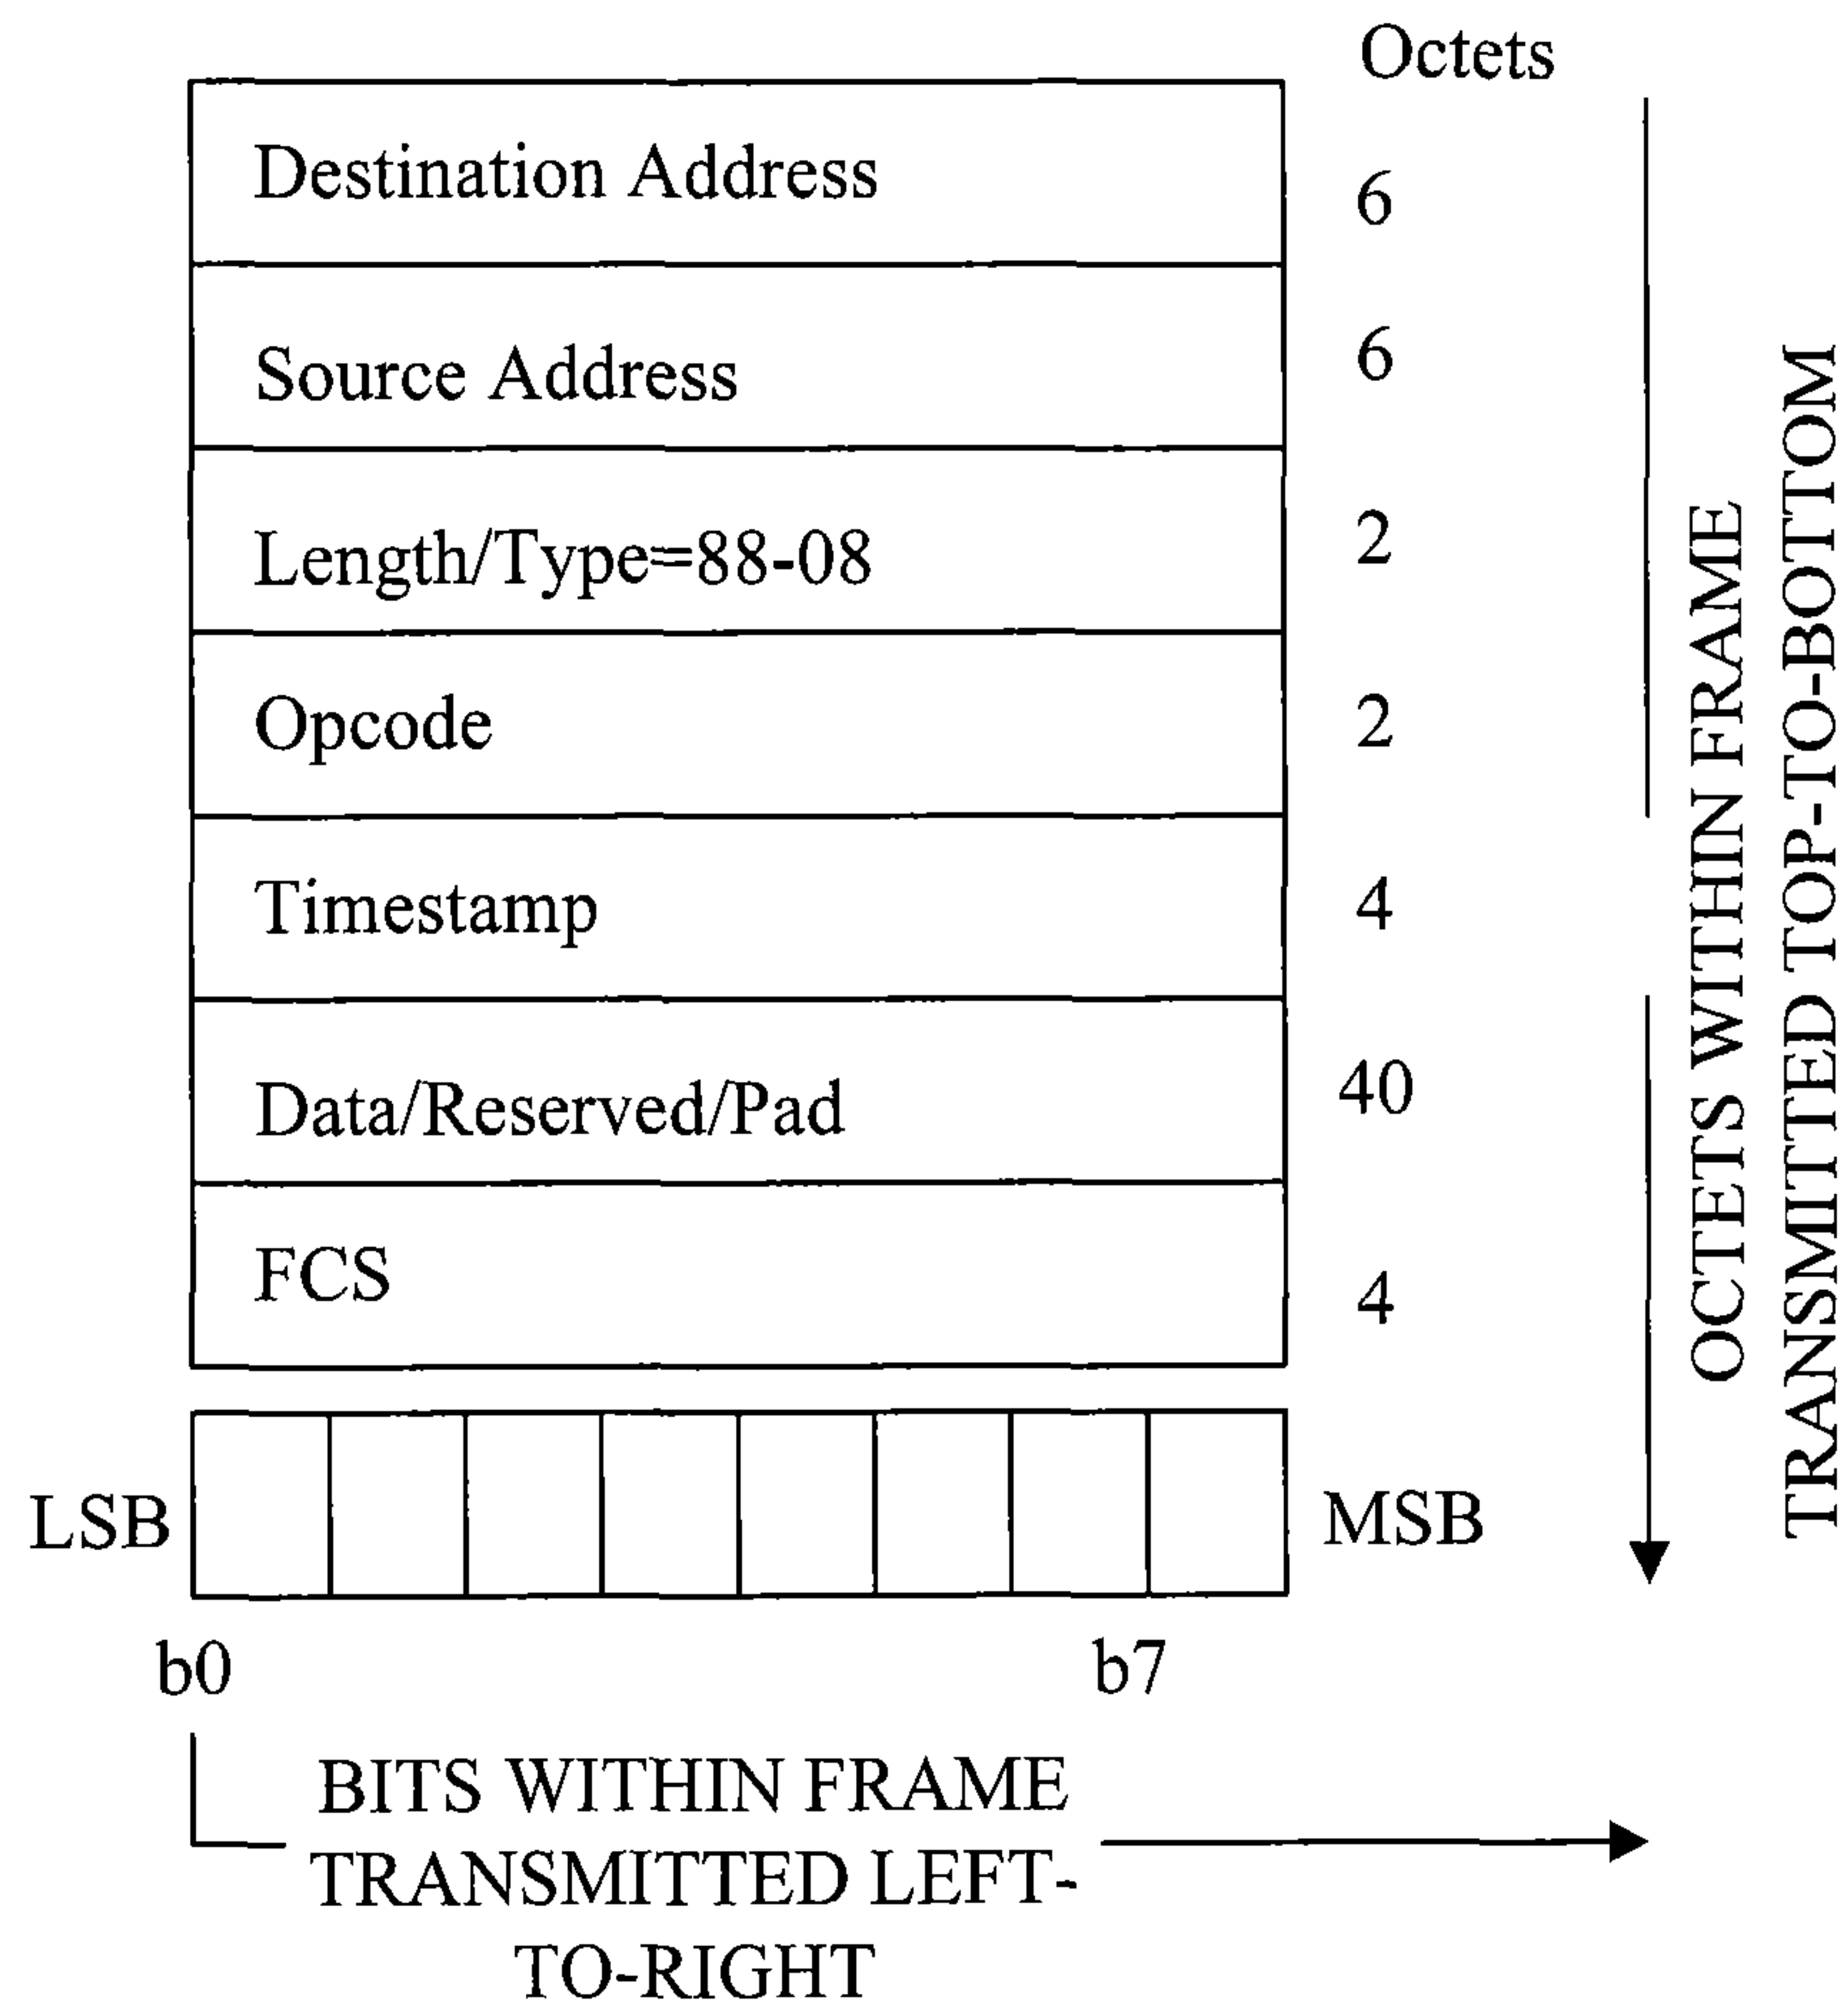 Octets
Destination Address 6
Source Address 6
Length/Type=88-08 2
Opcode 2
Timestamp 4
Data/Reserved/Pad 40
FCS 4
LSB MSB
b0 b7
BITS WITHIN FRAME
TRANSMITTED LEFT-
TO-RIGHT
OCTETS WITHIN FRAME
TRANSMITTED TOP-TO-BOTTOM